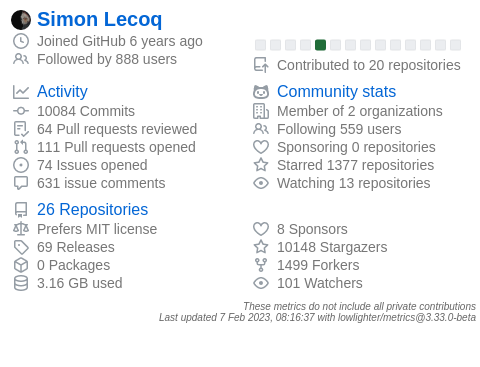 Simon Lecoq
Joined GitHub 6 years ago
Followed by 888 users
Contributed to 20 repositories
Activity
10084 Commits
64 Pull requests reviewed
111 Pull requests opened
74 Issues opened
631 issue comments
Community stats
Member of 2 organizations
Following 559 users
Sponsoring 0 repositories
Starred 1377 repositories
Watching 13 repositories
26 Repositories
Prefers MIT license
69 Releases
0 Packages
3.16 GB used
8 Sponsors
10148 Stargazers
1499 Forkers
101 Watchers
These metrics do not include all private contributions
Last updated 7 Feb 2023, 08:16:37 with lowlighter/metrics@3.33.0-beta